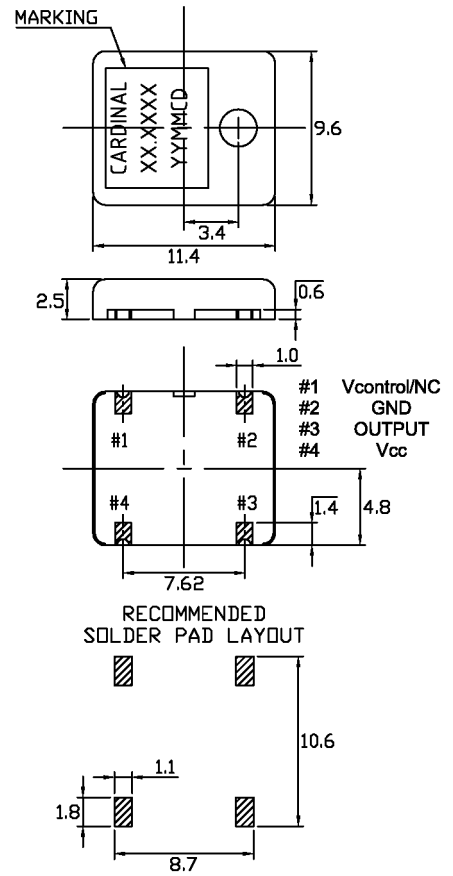 MARKING
CARDINAL
XX.XXXX
YYMMCD
9.6
3.4
11.4
2.5
0.6
1.0
#1 Vcontrol/NC
#2 GND
#3 OUTPUT
#4 Vcc
#1 #2
#4 #3
1.4
4.8
7.62
RECOMMENDED
SOLDER PAD LAYOUT
10.6
1.1
1.8
8.7